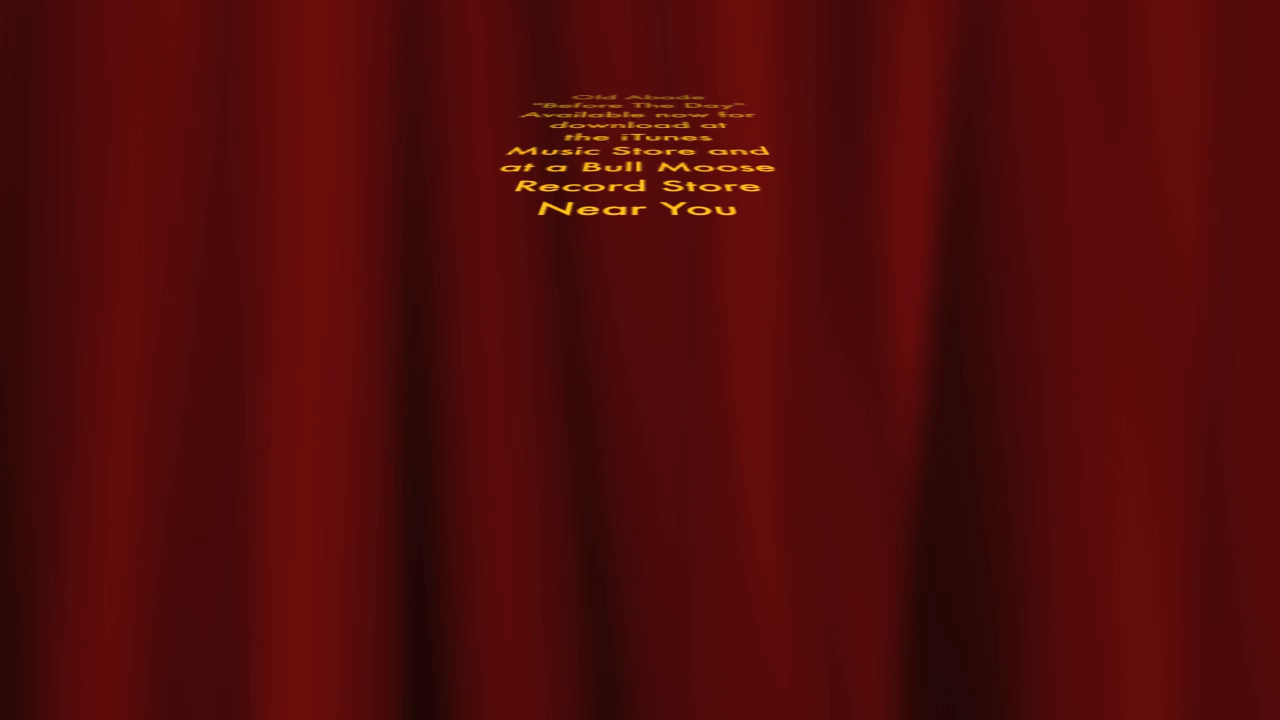 Old Abode
"Before The Day"
Available now for
download at
the iTunes
Music Store and
at a Bull Moose
Record Store
Near You